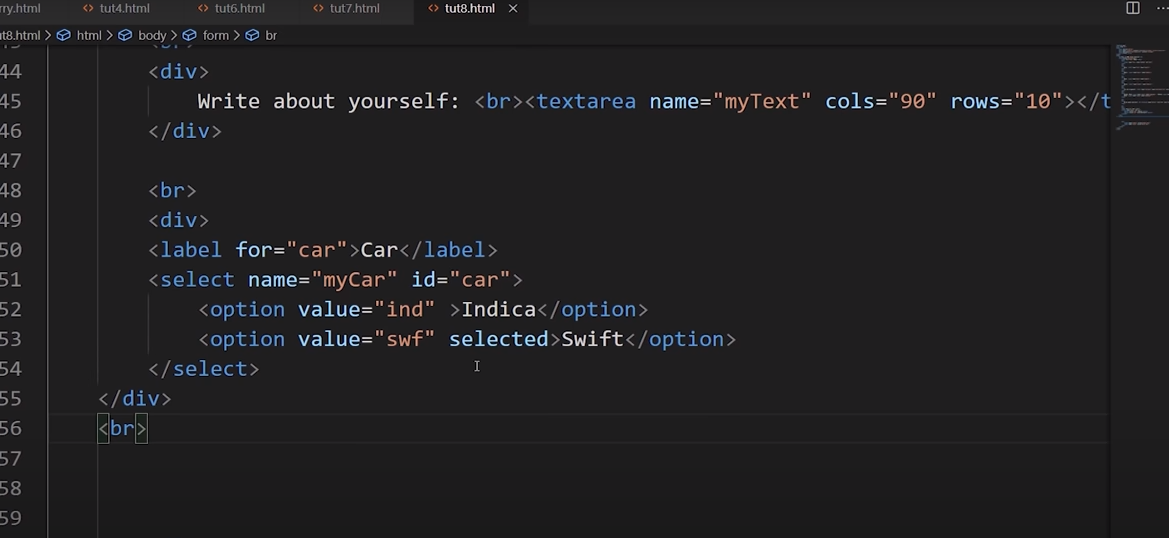 rry.html tut4.html tut6.html tut7.html tut8.html ×
ut8.html > html > body > form > br
44 <div>
45 Write about yourself: <br><textarea name="myText" cols="90" rows="10"></t
46 </div>
47
48 <br>
49 <div>
50 <label for="car">Car</label>
51 <select name="myCar" id="car">
52 <option value="ind" >Indica</option>
53 <option value="swf" selected>Swift</option>
54 </select>
55 </div>
56 <br>
57
58
59